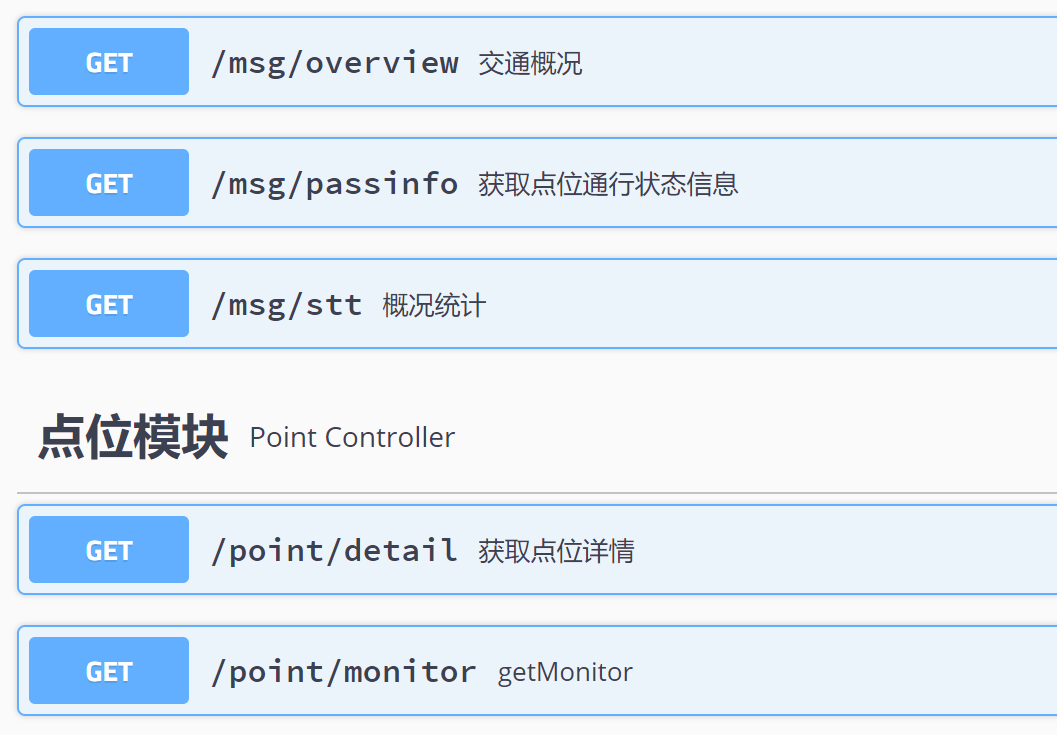 GET /msg/overview 交通概况
GET /msg/passinfo 获取点位通行状态信息
GET /msg/stt 概况统计
点位模块 Point Controller
GET /point/detail 获取点位详情
GET /point/monitor getMonitor